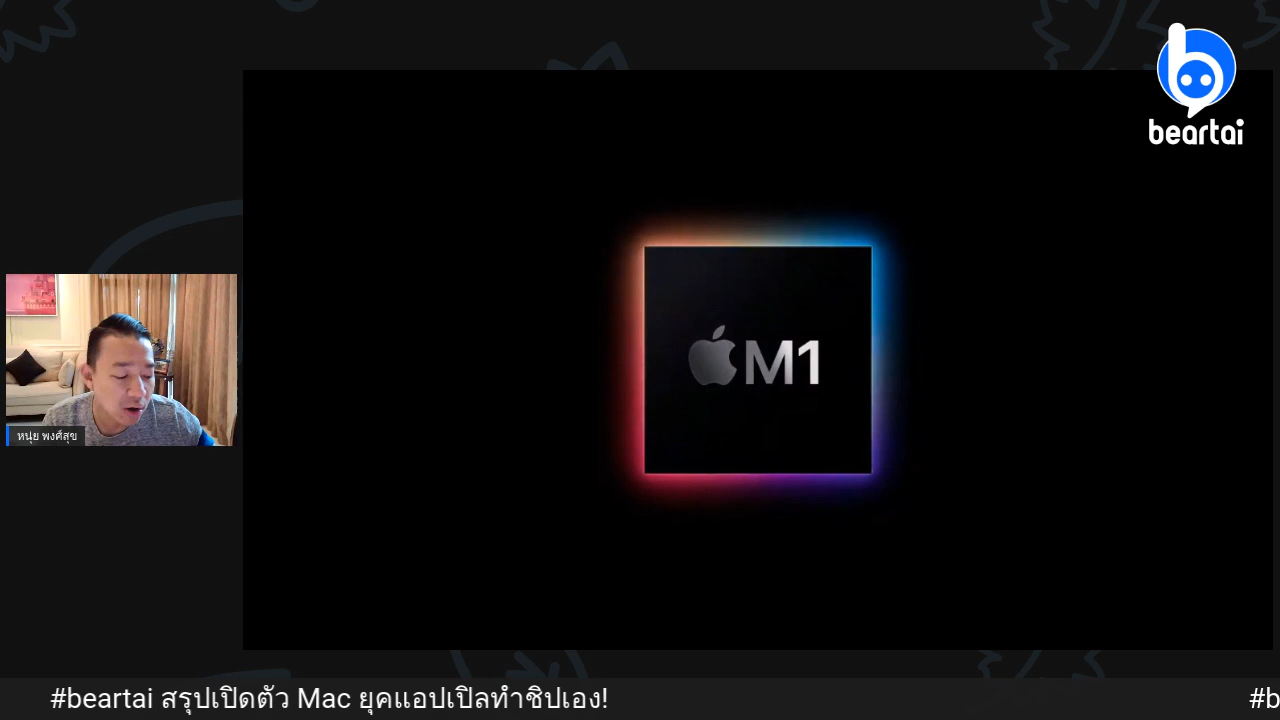 beartai
M1
หนุ่ย พงศ์สุข
#beartai สรุปเปิดตัว Mac ยุคแอปเปิลทำชิปเอง!
#b